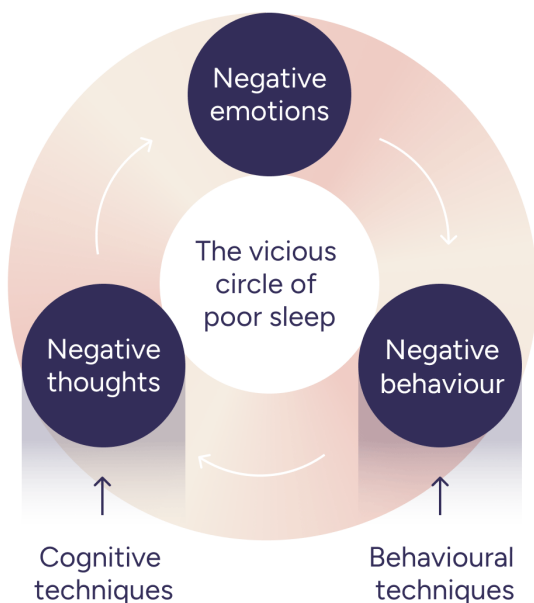 Negative
emotions
The vicious
circle of
poor sleep
Negative
thoughts
Negative
behaviour
Cognitive
techniques
Behavioural
techniques